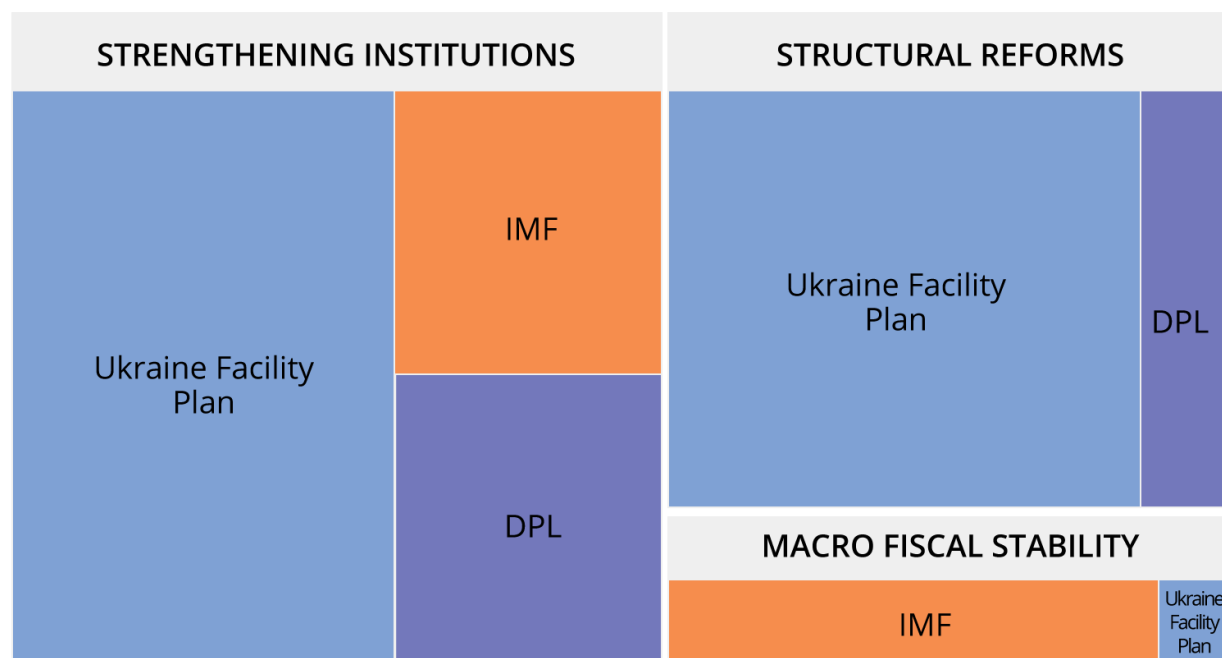 STRENGTHENING INSTITUTIONS
Ukraine Facility
Plan
IMF
DPL
STRUCTURAL REFORMS
Ukraine Facility
Plan
DPL
MACRO FISCAL STABILITY
IMF
Ukraine
Facility
Plan